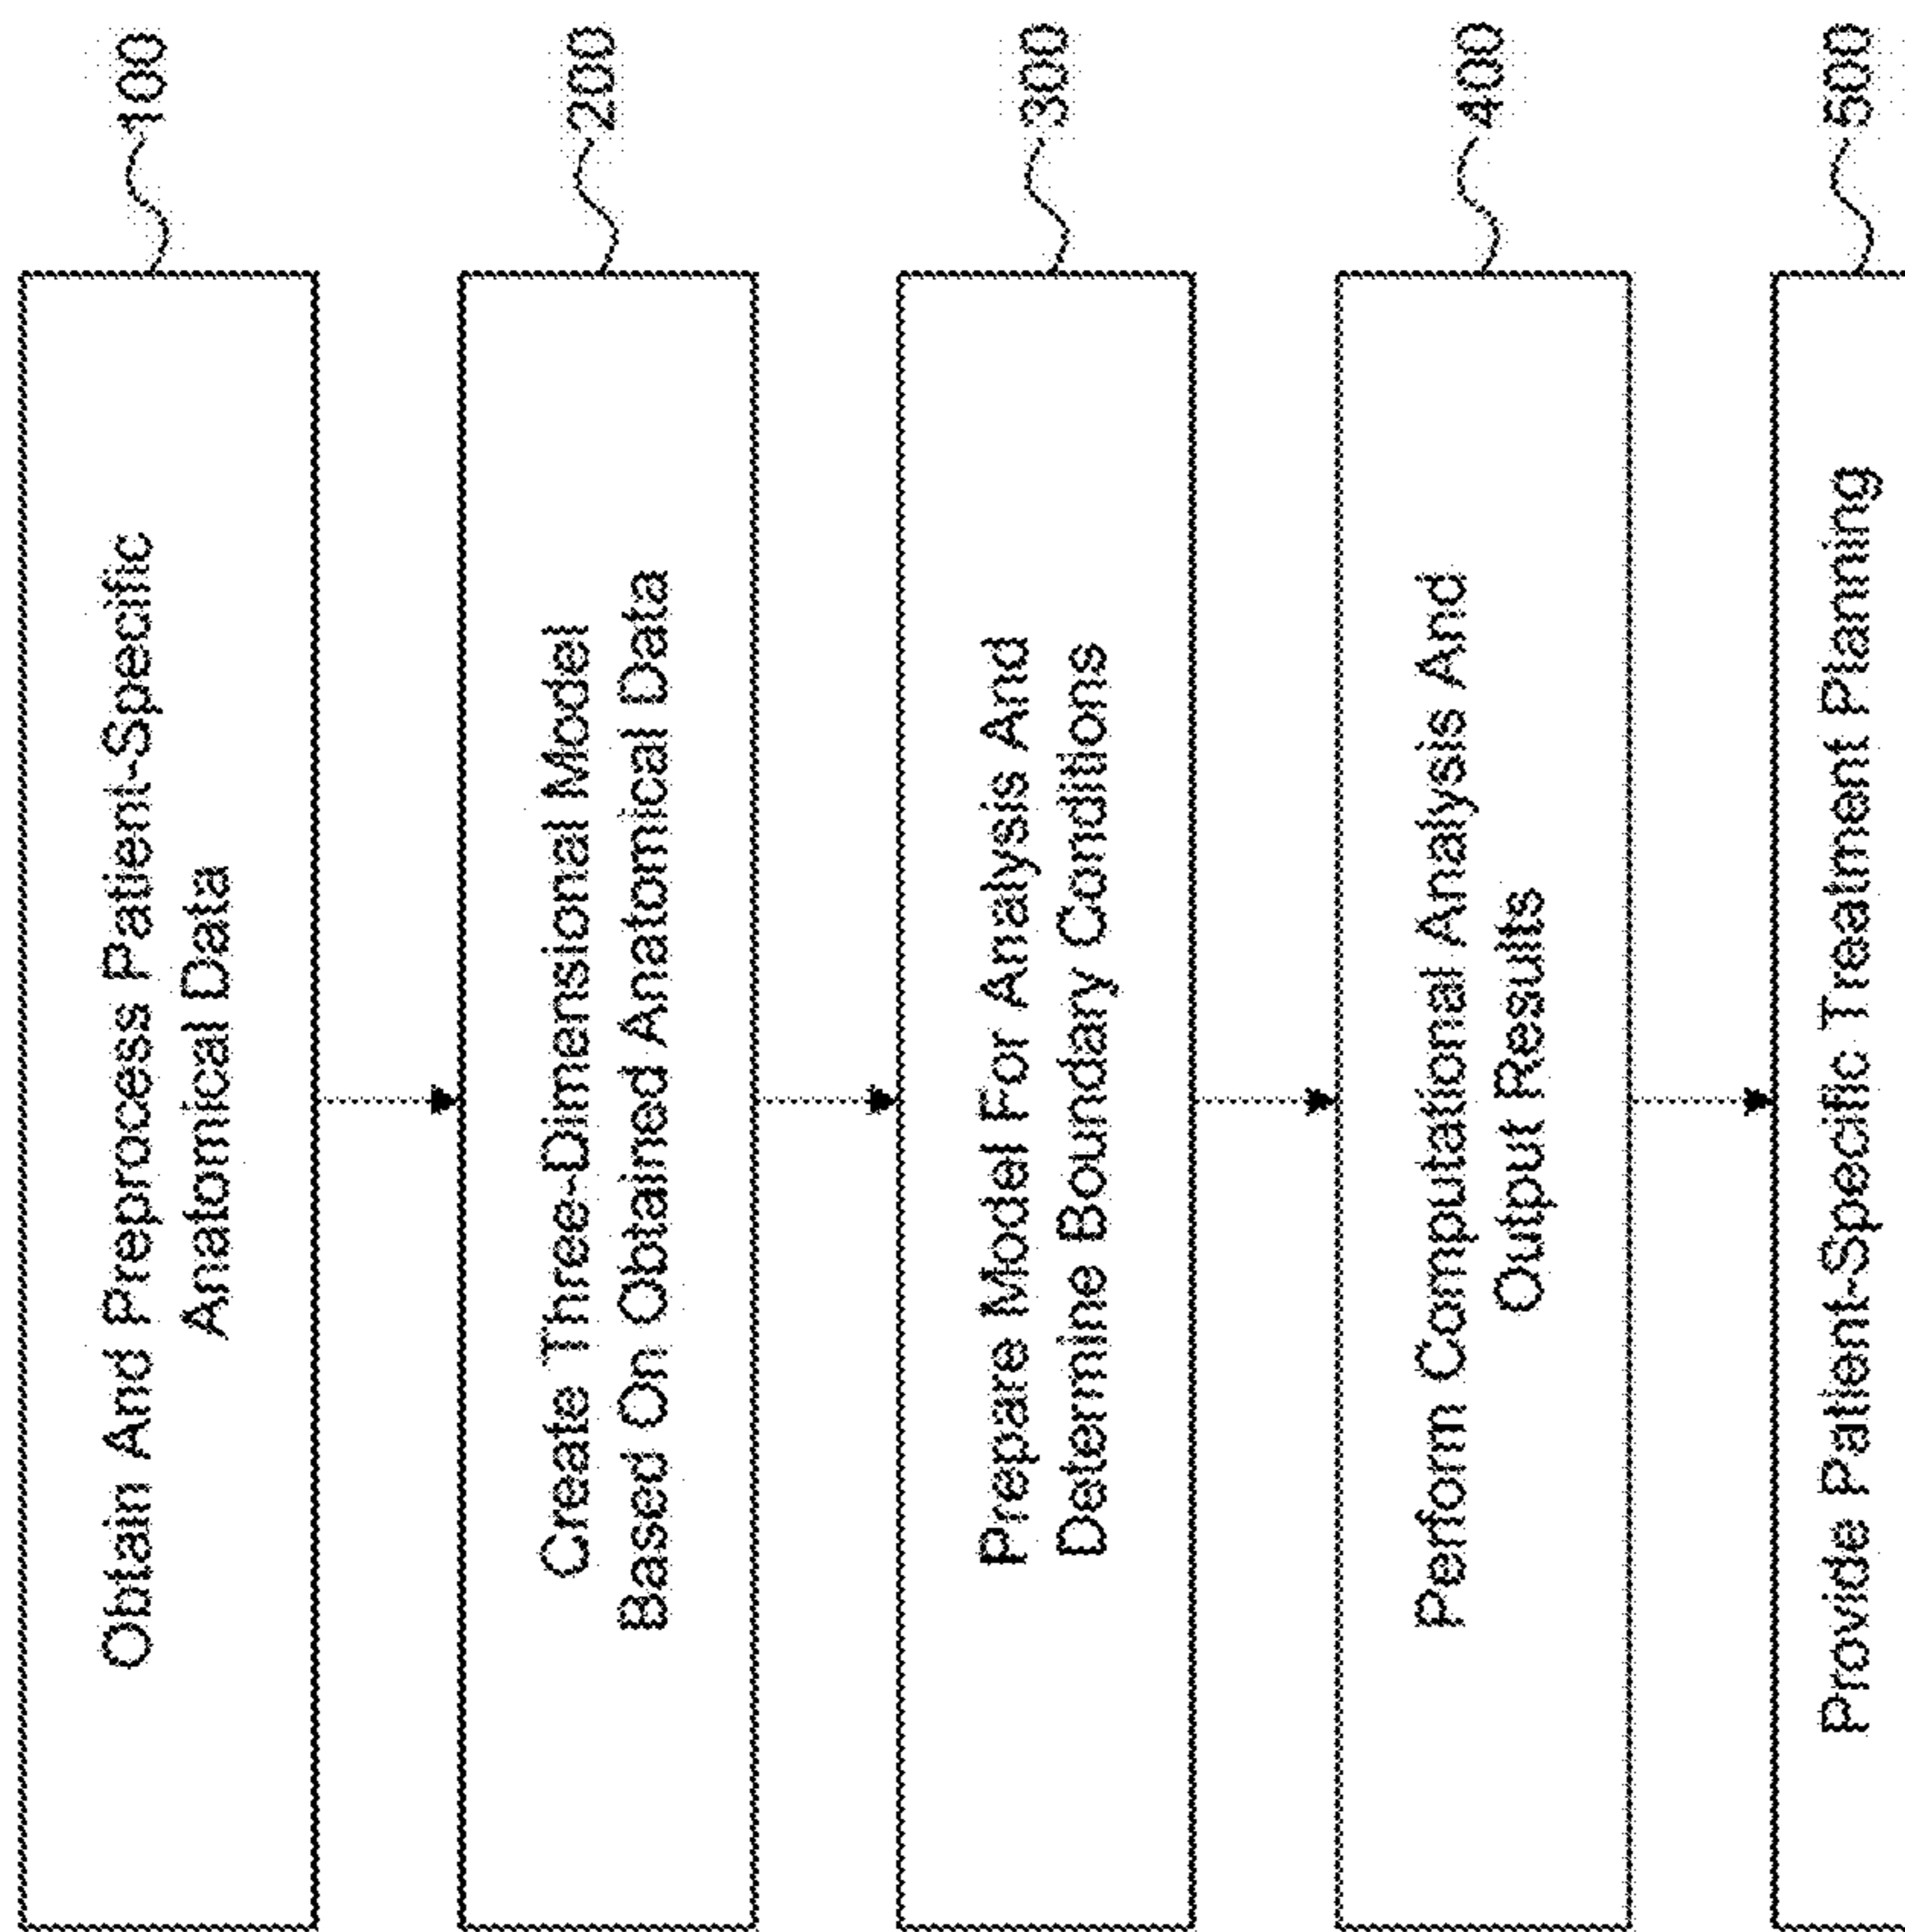 Obtain And Preprocess Patient-Specific
Anatomical Data
100
Create Three-Dimensional Model
Based On Obtained Anatomical Data
200
Prepare Model For Analysis And
Determine Boundary Conditions
300
Perform Computational Analysis And
Output Results
400
Provide Patient-Specific Treatment Planning
500